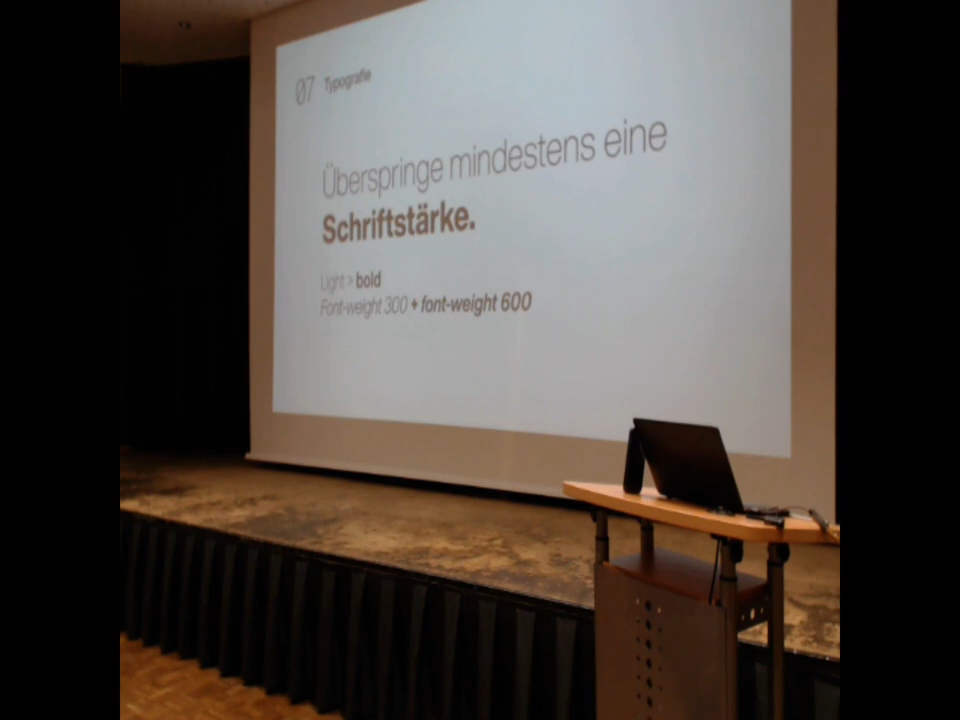 07 Typografie
Überspringe mindestens eine
Schriftstärke.
Light > bold
Font-weight 300 + font-weight 600